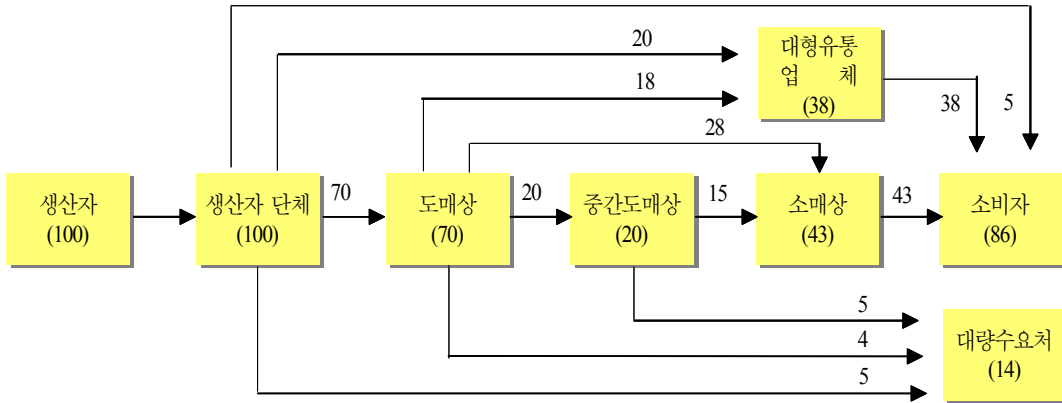 20
대형유통
업 체
(38)
18
38
5
28
생산자
(100)
생산자 단체
(100)
70
도매상
(70)
20
중간도매상
(20)
15
소매상
(43)
43
소비자
(86)
5
4
5
대량수요처
(14)